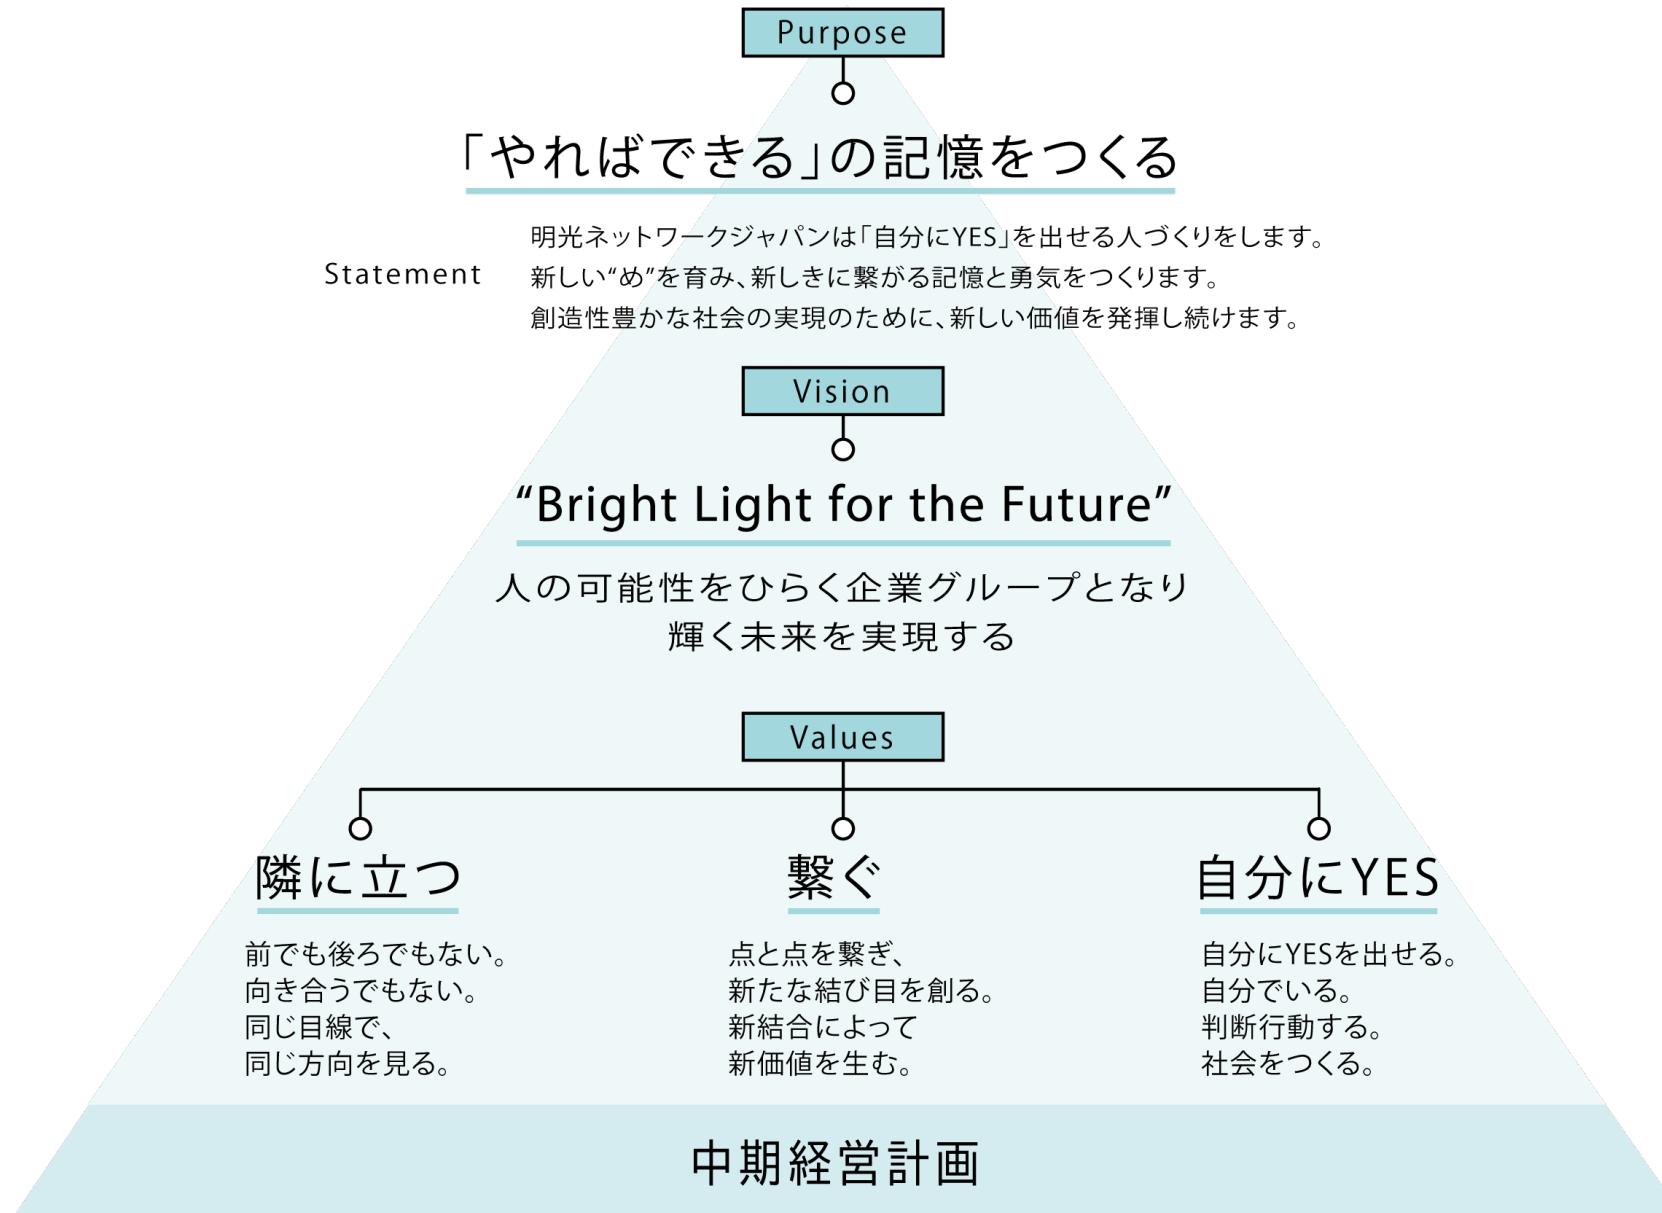 Purpose
「やればできる」の記憶をつくる
Statement
明光ネットワークジャパンは「自分にYES」を出せる人づくりをします。
新しい“め”を育み、新しきに繋がる記憶と勇気をつくります。
創造性豊かな社会の実現のために、新しい価値を発揮し続けます。
Vision
“Bright Light for the Future”
人の可能性をひらく企業グループとなり
輝く未来を実現する
Values
隣に立つ
前でも後ろでもない。
向き合うでもない。
同じ目線で、
同じ方向を見る。
繋ぐ
点と点を繋ぎ、
新たな結び目を創る。
新結合によって
新価値を生む。
自分にYES
自分にYESを出せる。
自分でいる。
判断行動する。
社会をつくる。
中期経営計画